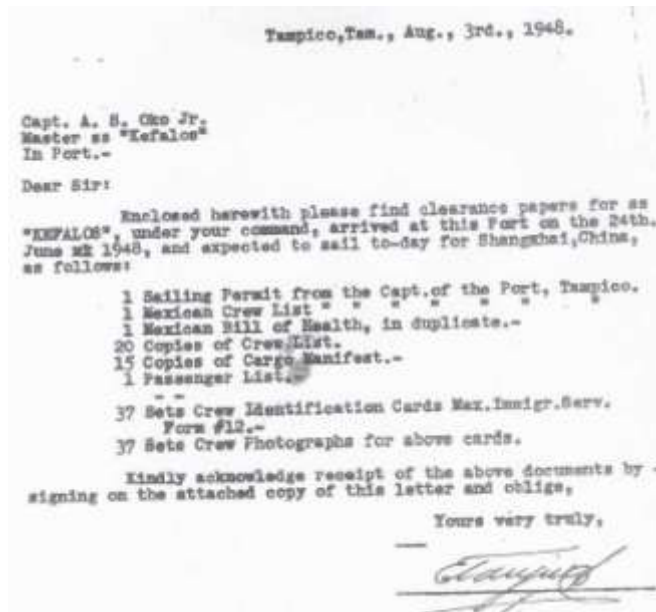 Tampico,Tam., Aug., 3rd., 1948.
Capt. A. S. Oko Jr.
Master ss "Kefalos"
In Port.-
Dear Sir:
Enclosed herewith please find clearance papers for ss
"KEFALOS", under your command, arrived at this Port on the 24th.
June 1948, and expected to sail to-day for Shangnhai,China,
as follows:
1 Sailing Permit from the Capt.of the Port, Tampico.
1 Mexican Crew List " " " " " "
1 Mexican Bill of Health, in duplicate.-
20 Copies of Crew List.
15 Copies of Cargo Manifest.-
1 Passenger List.-
- -
37 Sets Crew Identification Cards Mex.Immigr.Serv.
Form #12.-
37 Sets Crew Photographs for above cards.
Kindly acknowledge receipt of the above documents by -
signing on the attached copy of this letter and oblige,
Yours very truly,